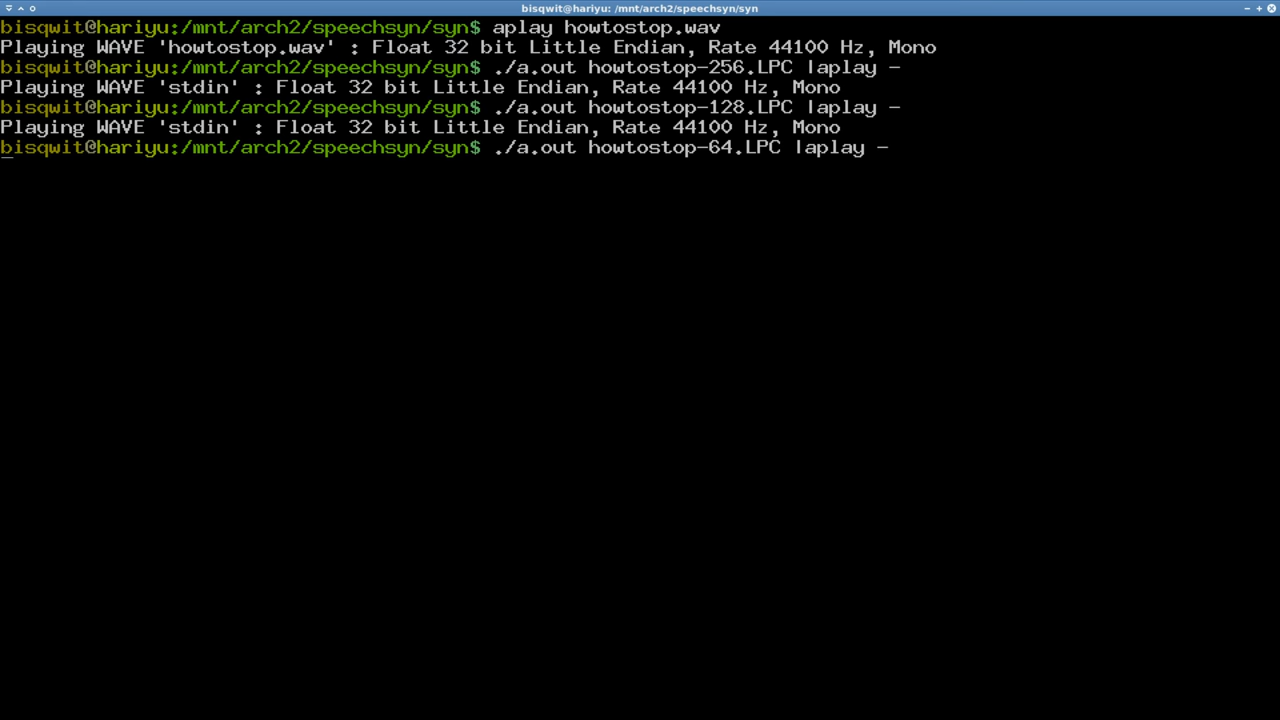 bisqwit@hariyu: /mnt/arch2/speechsyn/syn
bisqwit@hariyu:/mnt/arch2/speechsyn/syn$ aplay howtostop.wav
Playing WAVE 'howtostop.wav' : Float 32 bit Little Endian, Rate 44100 Hz, Mono
bisqwit@hariyu:/mnt/arch2/speechsyn/syn$ ./a.out howtostop-256.LPC |aplay -
Playing WAVE 'stdin' : Float 32 bit Little Endian, Rate 44100 Hz, Mono
bisqwit@hariyu:/mnt/arch2/speechsyn/syn$ ./a.out howtostop-128.LPC |aplay -
Playing WAVE 'stdin' : Float 32 bit Little Endian, Rate 44100 Hz, Mono
bisqwit@hariyu:/mnt/arch2/speechsyn/syn$ ./a.out howtostop-64.LPC |aplay -